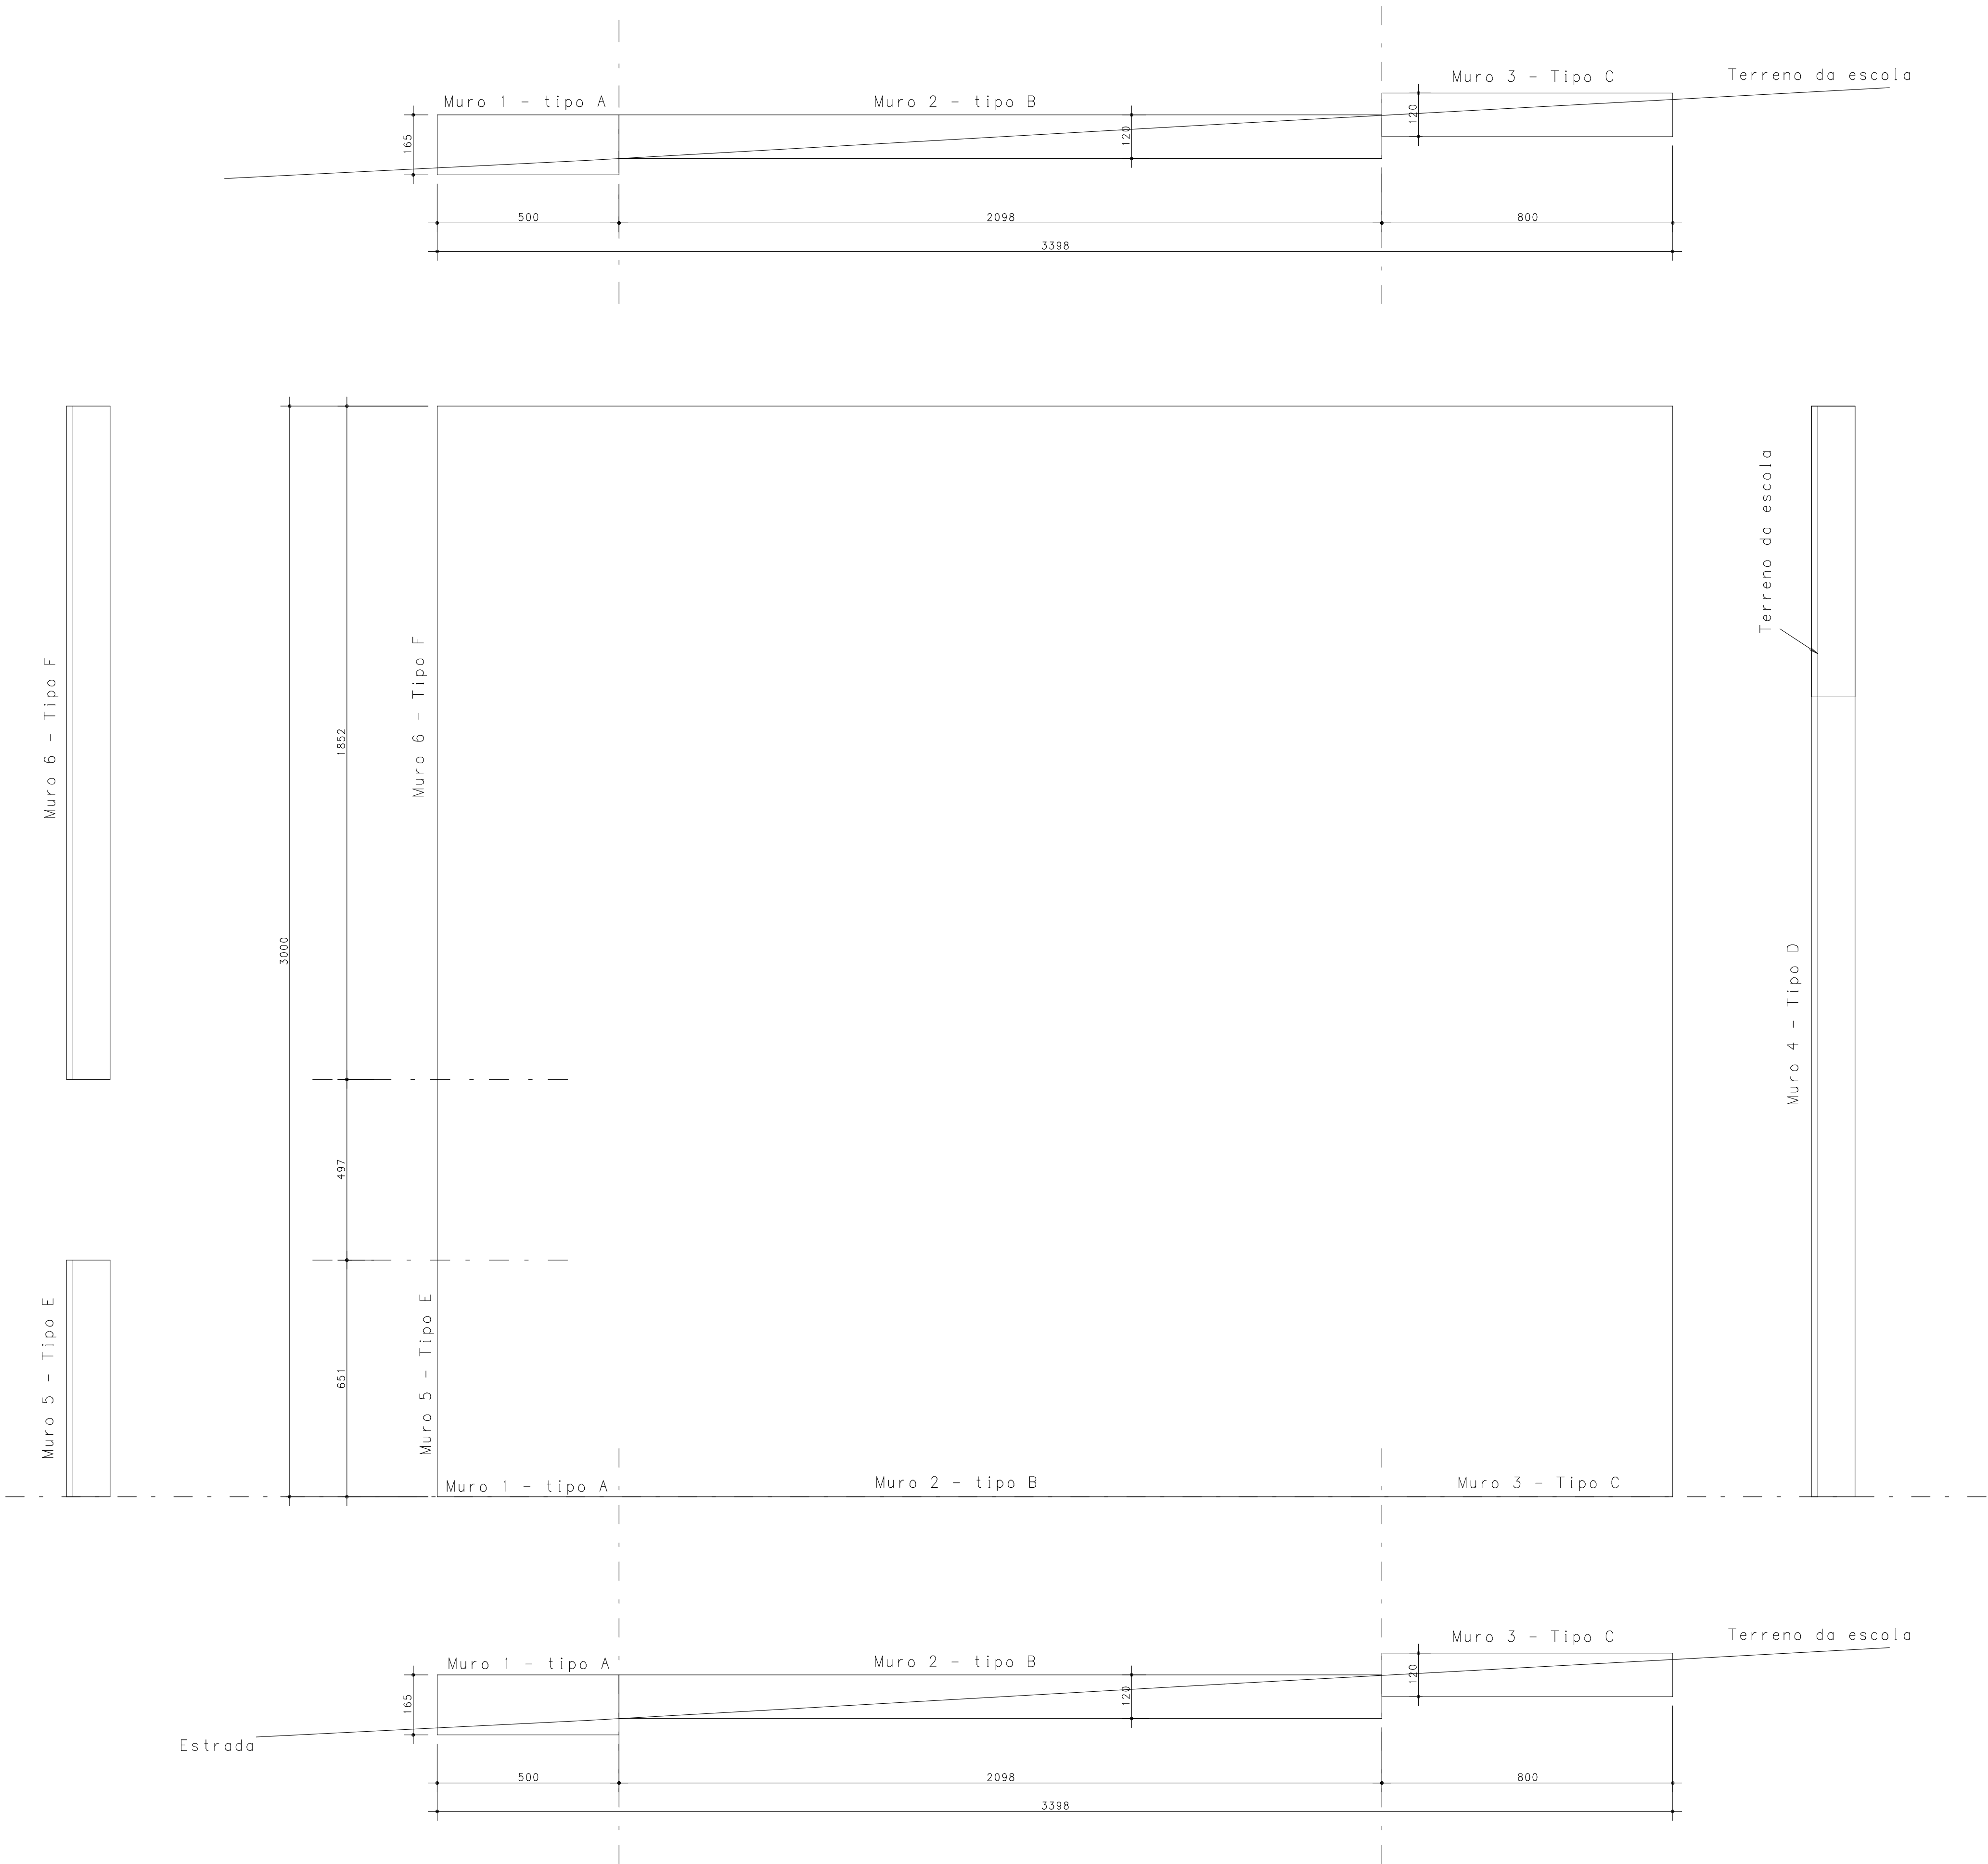 Muro 3 - Tipo C
Terreno da escola
Muro 1 - tipo A
Muro 2 - tipo B
165
120
120
500
2098
800
3398
Muro 6 - Tipo F
Muro 6 - Tipo F
1852
3000
497
651
Muro 5 - Tipo E
Muro 5 - Tipo E
Terreno da escola
Muro 4 - Tipo D
Muro 1 - tipo A
Muro 2 - tipo B
Muro 3 - Tipo C
Muro 3 - Tipo C
Terreno da escola
Muro 1 - tipo A
Muro 2 - tipo B
165
120
120
Estrada
500
2098
800
3398